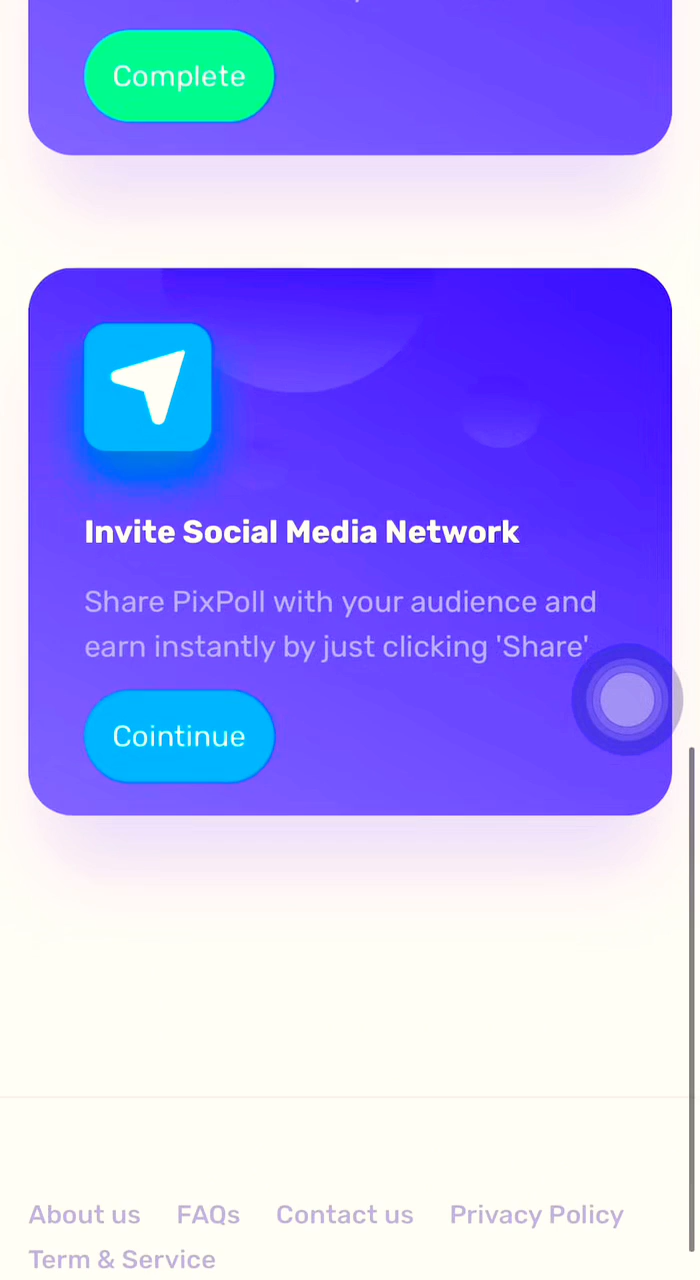 Complete
Invite Social Media Network
Share PixPoll with your audience and
earn instantly by just clicking 'Share'
Cointinue
About us FAQs Contact us Privacy Policy
Term & Service